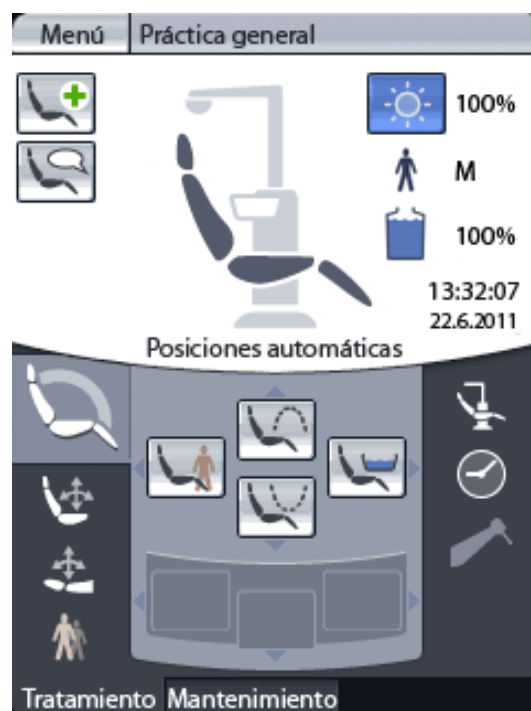 Menú
Práctica general
100%
M
100%
13:32:07
22.6.2011
Posiciones automáticas
Tratamiento
Mantenimiento